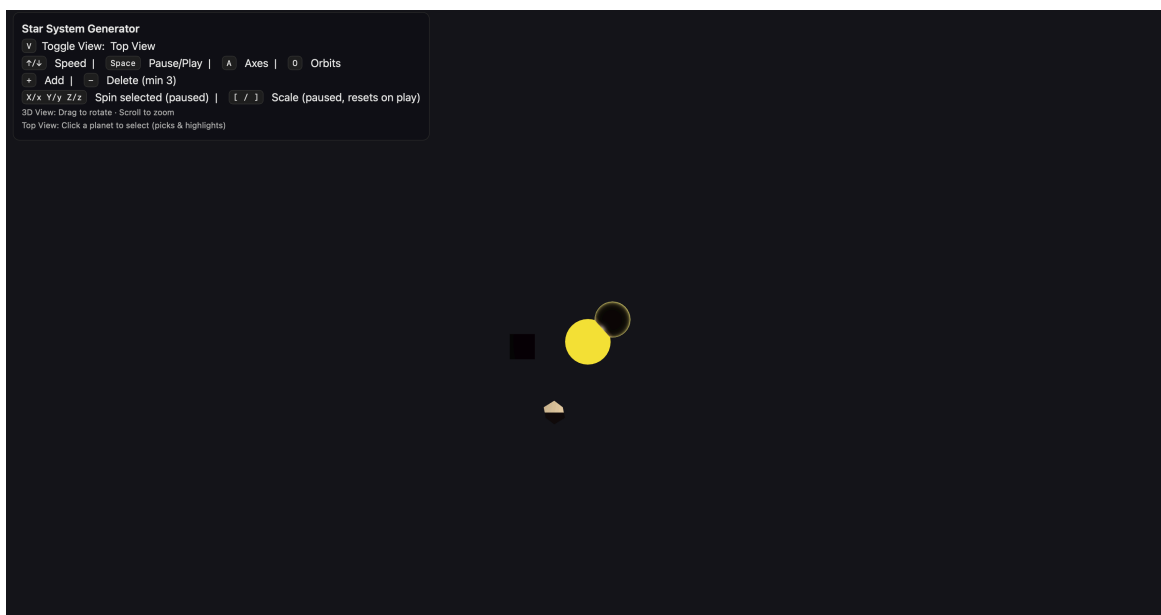 Star System Generator
V Toggle View: Top View
↑/↓ Speed | Space Pause/Play | A Axes | O Orbits
+ Add | − Delete (min 3)
X/x Y/y Z/z Spin selected (paused) | [ / ] Scale (paused, resets on play)
3D View: Drag to rotate · Scroll to zoom
Top View: Click a planet to select (picks & highlights)